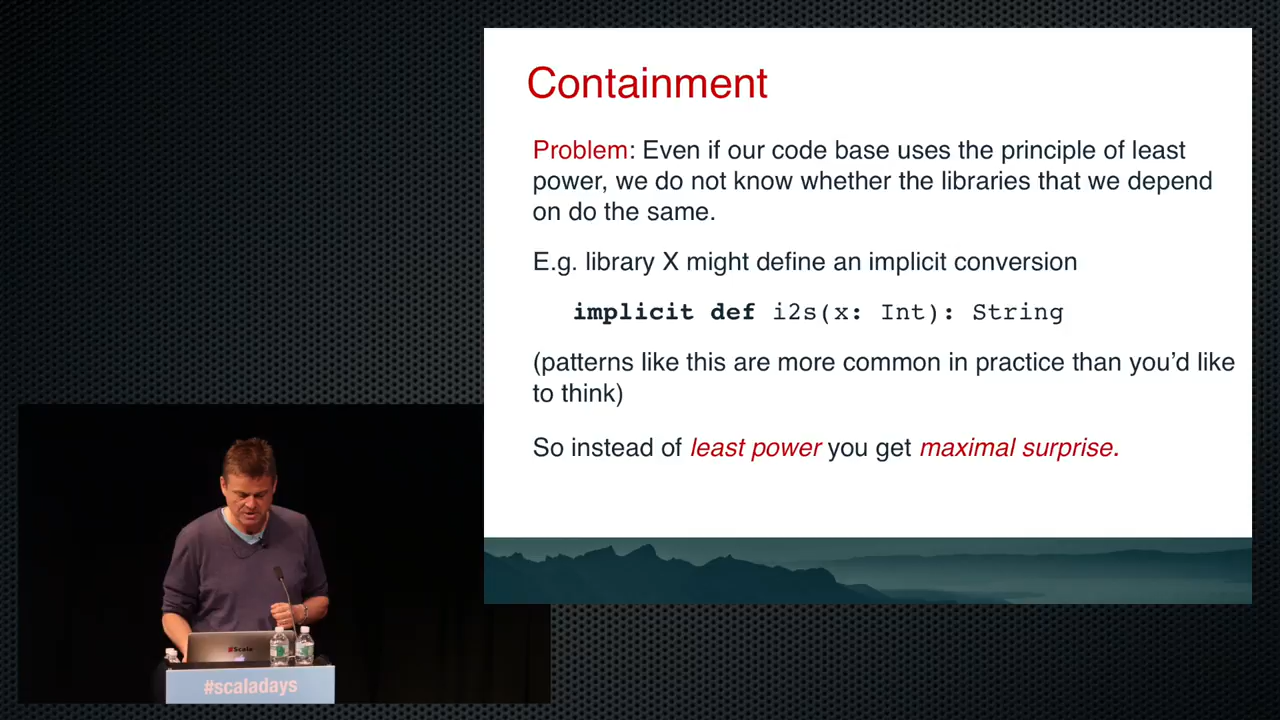 Containment
Problem: Even if our code base uses the principle of least
power, we do not know whether the libraries that we depend
on do the same.
E.g. library X might define an implicit conversion
implicit def i2s(x: Int): String
(patterns like this are more common in practice than you'd like
to think)
So instead of least power you get maximal surprise.
Scala
#scaladays